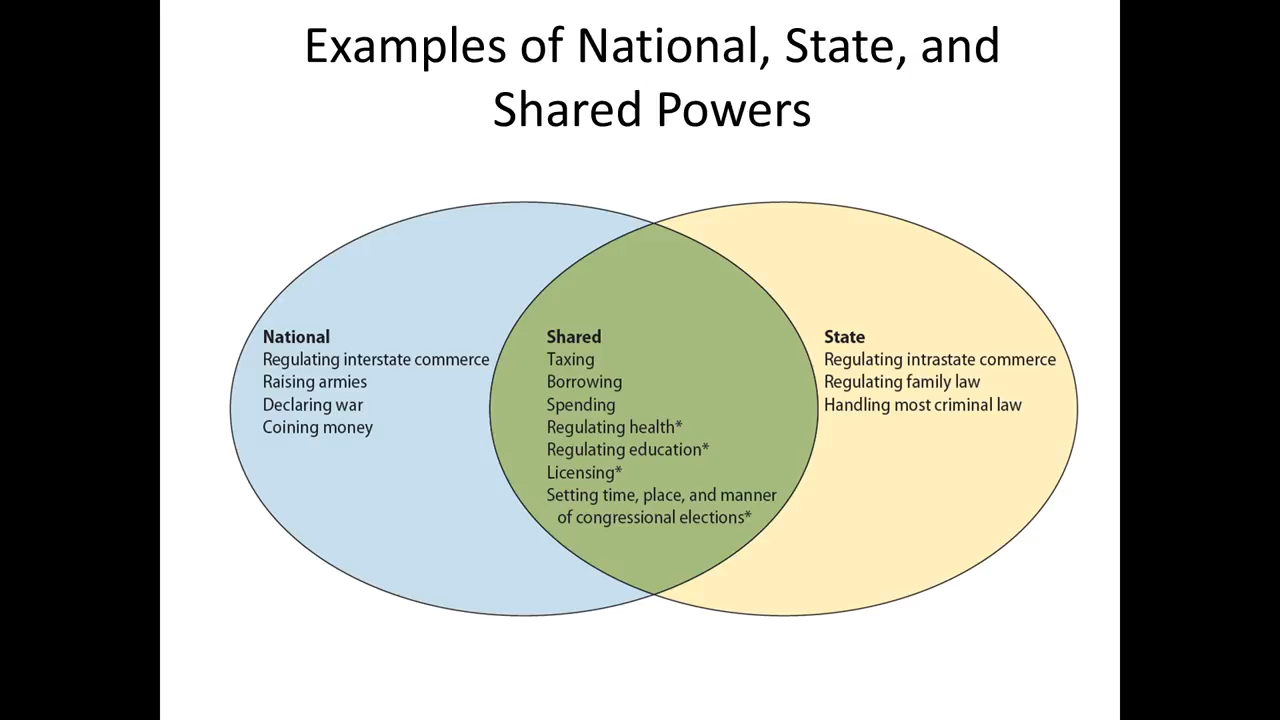 Examples of National, State, and
Shared Powers
National
Regulating interstate commerce
Raising armies
Declaring war
Coining money
Shared
Taxing
Borrowing
Spending
Regulating health*
Regulating education*
Licensing*
Setting time, place, and manner
of congressional elections*
State
Regulating intrastate commerce
Regulating family law
Handling most criminal law